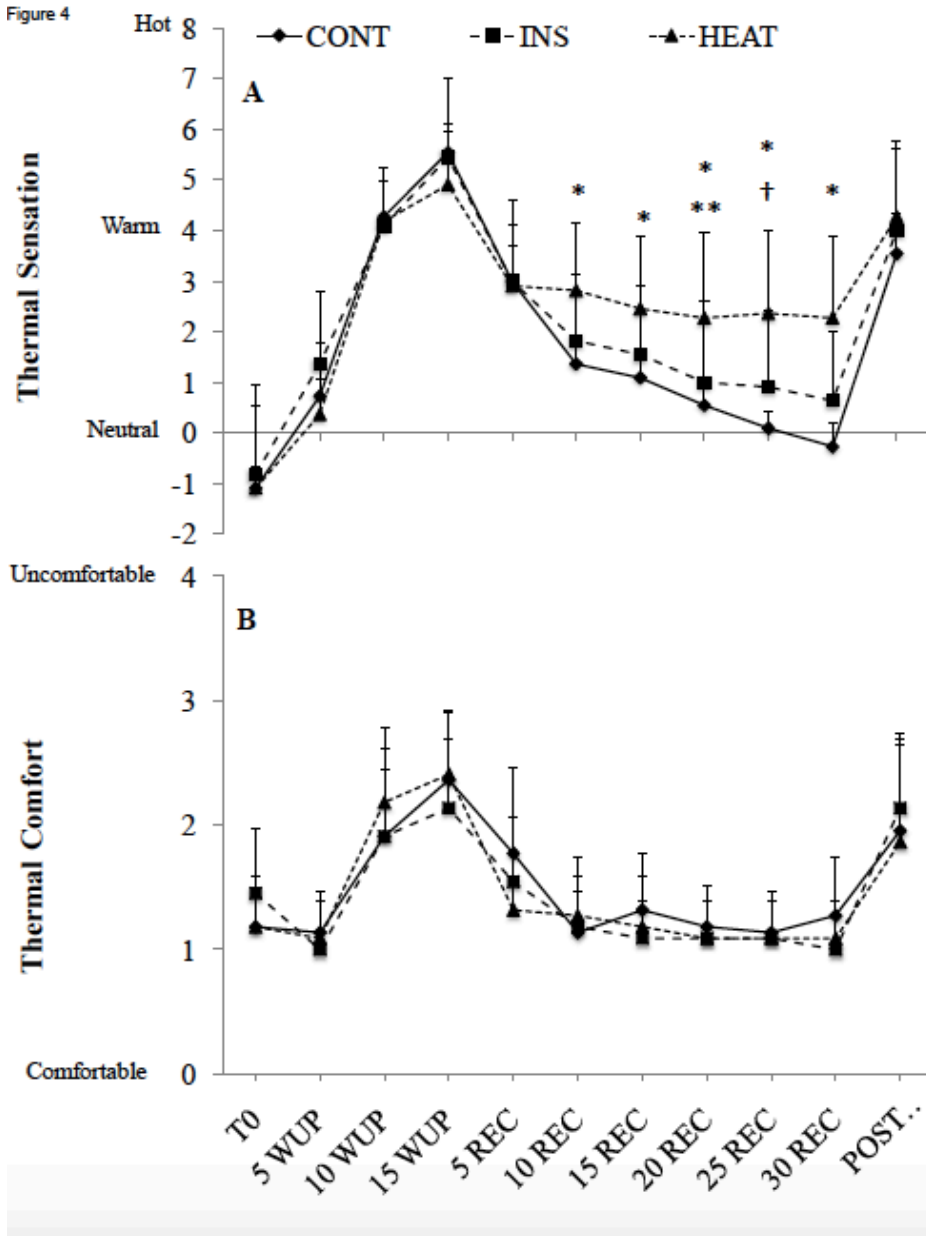 Figure 4
Hot 8 CONT INS HEAT
7
A
6
*
5
* * † *
* * **
Warm 4
3
2
1
Neutral 0
-1
-2
Thermal Sensation
Uncomfortable 4
B
3
2
1
Comfortable 0
Thermal Comfort
T0
5 WUP
10 WUP
15 WUP
5 REC
10 REC
15 REC
20 REC
25 REC
30 REC
POST..